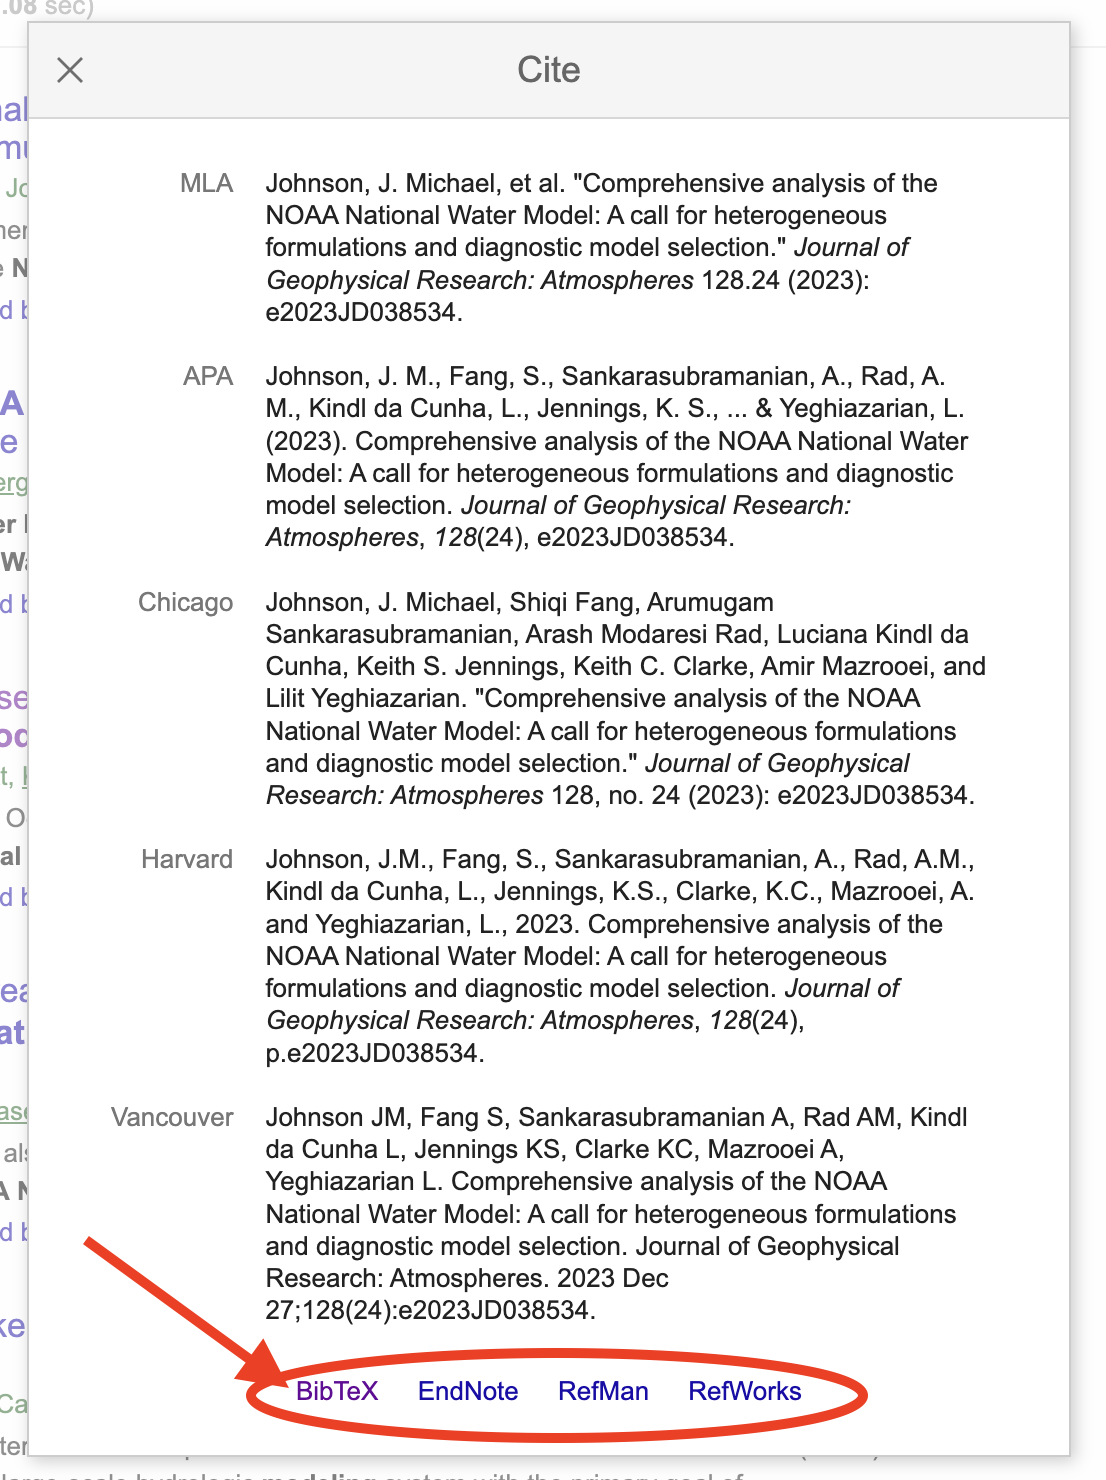 .08 sec)
Cite
MLA
Johnson, J. Michael, et al. "Comprehensive analysis of the
NOAA National Water Model: A call for heterogeneous
formulations and diagnostic model selection." Journal of
Geophysical Research: Atmospheres 128.24 (2023):
e2023JD038534.
APA
Johnson, J. M., Fang, S., Sankarasubramanian, A., Rad, A.
M., Kindl da Cunha, L., Jennings, K. S., ... & Yeghiazarian, L.
(2023). Comprehensive analysis of the NOAA National Water
Model: A call for heterogeneous formulations and diagnostic
model selection. Journal of Geophysical Research:
Atmospheres, 128(24), e2023JD038534.
Chicago
Johnson, J. Michael, Shiqi Fang, Arumugam
Sankarasubramanian, Arash Modaresi Rad, Luciana Kindl da
Cunha, Keith S. Jennings, Keith C. Clarke, Amir Mazrooei, and
Lilit Yeghiazarian. "Comprehensive analysis of the NOAA
National Water Model: A call for heterogeneous formulations
and diagnostic model selection." Journal of Geophysical
Research: Atmospheres 128, no. 24 (2023): e2023JD038534.
Harvard
Johnson, J.M., Fang, S., Sankarasubramanian, A., Rad, A.M.,
Kindl da Cunha, L., Jennings, K.S., Clarke, K.C., Mazrooei, A.
and Yeghiazarian, L., 2023. Comprehensive analysis of the
NOAA National Water Model: A call for heterogeneous
formulations and diagnostic model selection. Journal of
Geophysical Research: Atmospheres, 128(24),
p.e2023JD038534.
Vancouver
Johnson JM, Fang S, Sankarasubramanian A, Rad AM, Kindl
da Cunha L, Jennings KS, Clarke KC, Mazrooei A,
Yeghiazarian L. Comprehensive analysis of the NOAA
National Water Model: A call for heterogeneous formulations
and diagnostic model selection. Journal of Geophysical
Research: Atmospheres. 2023 Dec
27;128(24):e2023JD038534.
BibTeX EndNote RefMan RefWorks